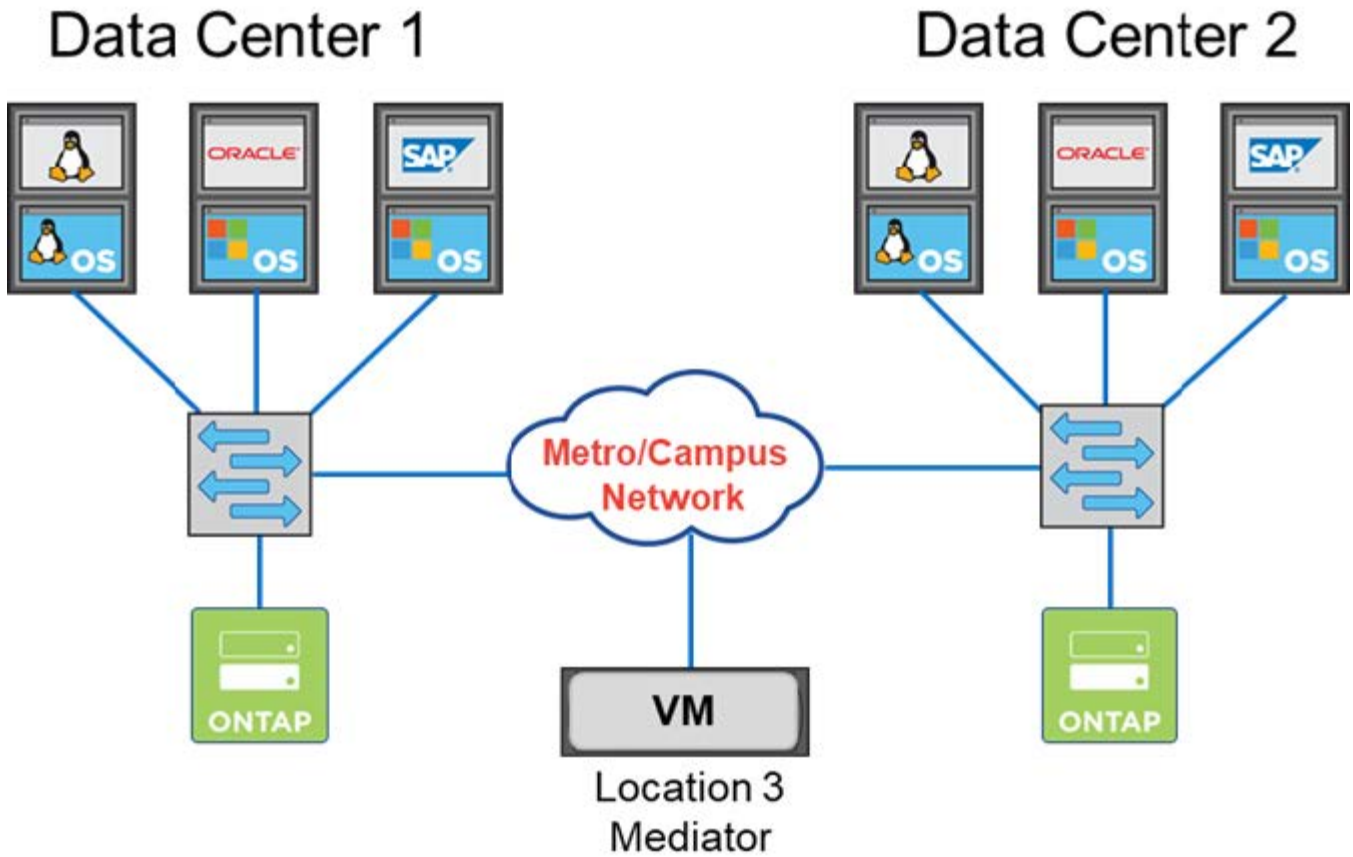 Data Center 1
Data Center 2
ORACLE
SAP
ORACLE
SAP
OS
OS
OS
OS
OS
OS
Metro/Campus
Network
ONTAP
VM
ONTAP
Location 3
Mediator